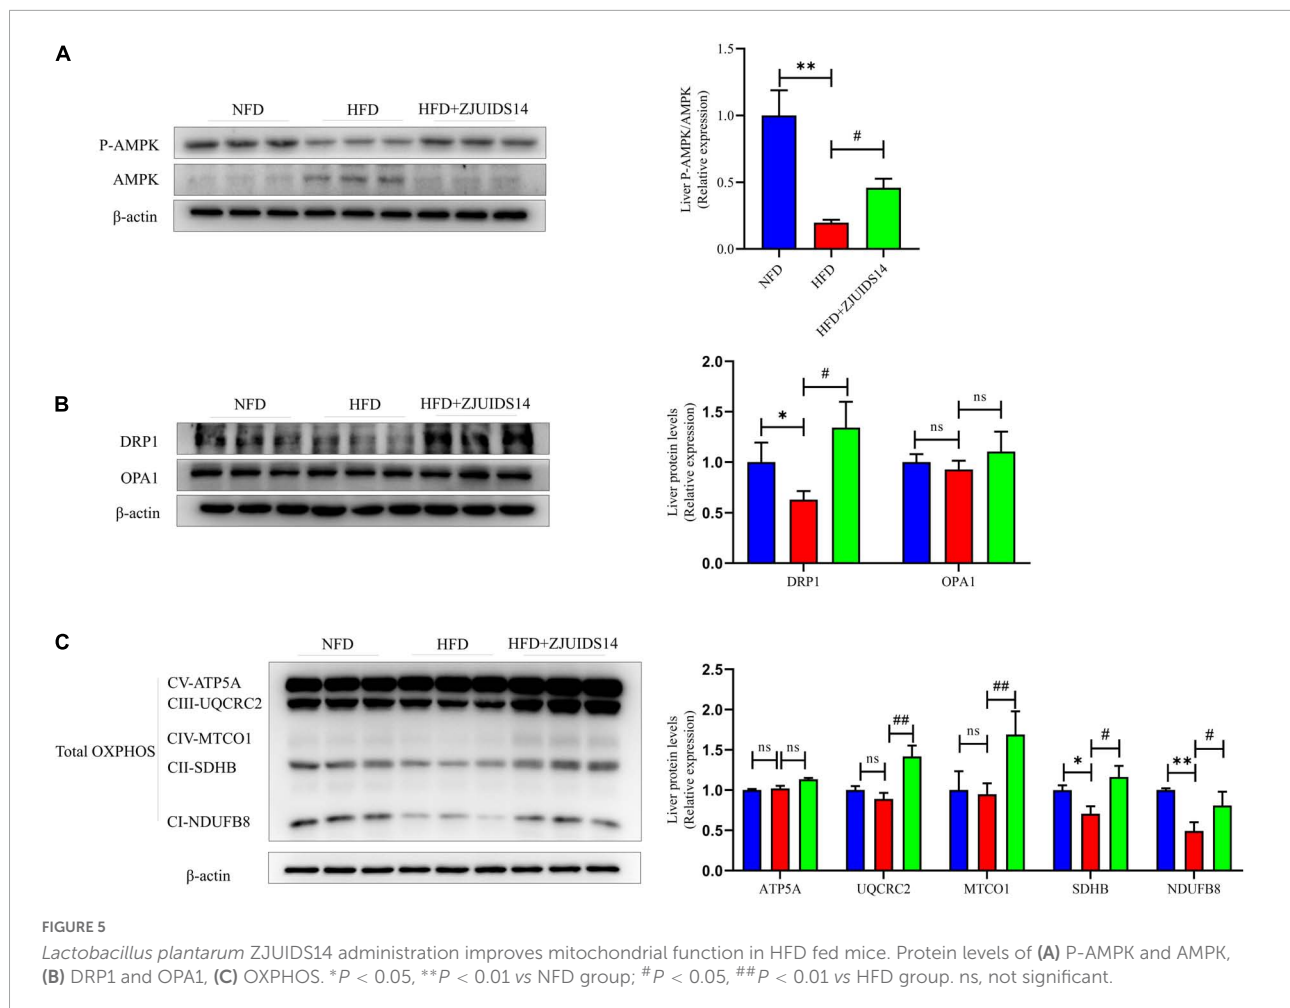 A
NFD HFD HFD+ZJUIDS14
P-AMPK
AMPK
β-actin
Liver P-AMPK/AMPK
(Relative expression)
1.5
1.0
0.5
0.0
**
#
NFD
HFD
HFD+ZJUIDS14
B
NFD HFD HFD+ZJUIDS14
DRP1
OPA1
β-actin
Liver protein levels
(Relative expression)
2.0
1.5
1.0
0.5
0.0
*
#
ns
ns
DRP1 OPA1
C
NFD HFD HFD+ZJUIDS14
Total OXPHOS
CV-ATP5A
CIII-UQCRC2
CIV-MTCO1
CII-SDHB
CI-NDUFB8
β-actin
Liver protein levels
(Relative expression)
2.5
2.0
1.5
1.0
0.5
0.0
ns ns
ns ##
ns ##
* #
** #
ATP5A UQCRC2 MTCO1 SDHB NDUFB8
FIGURE 5
Lactobacillus plantarum ZJUIDS14 administration improves mitochondrial function in HFD fed mice. Protein levels of (A) P-AMPK and AMPK,
(B) DRP1 and OPA1, (C) OXPHOS. *P < 0.05, **P < 0.01 vs NFD group; #P < 0.05, ##P < 0.01 vs HFD group. ns, not significant.